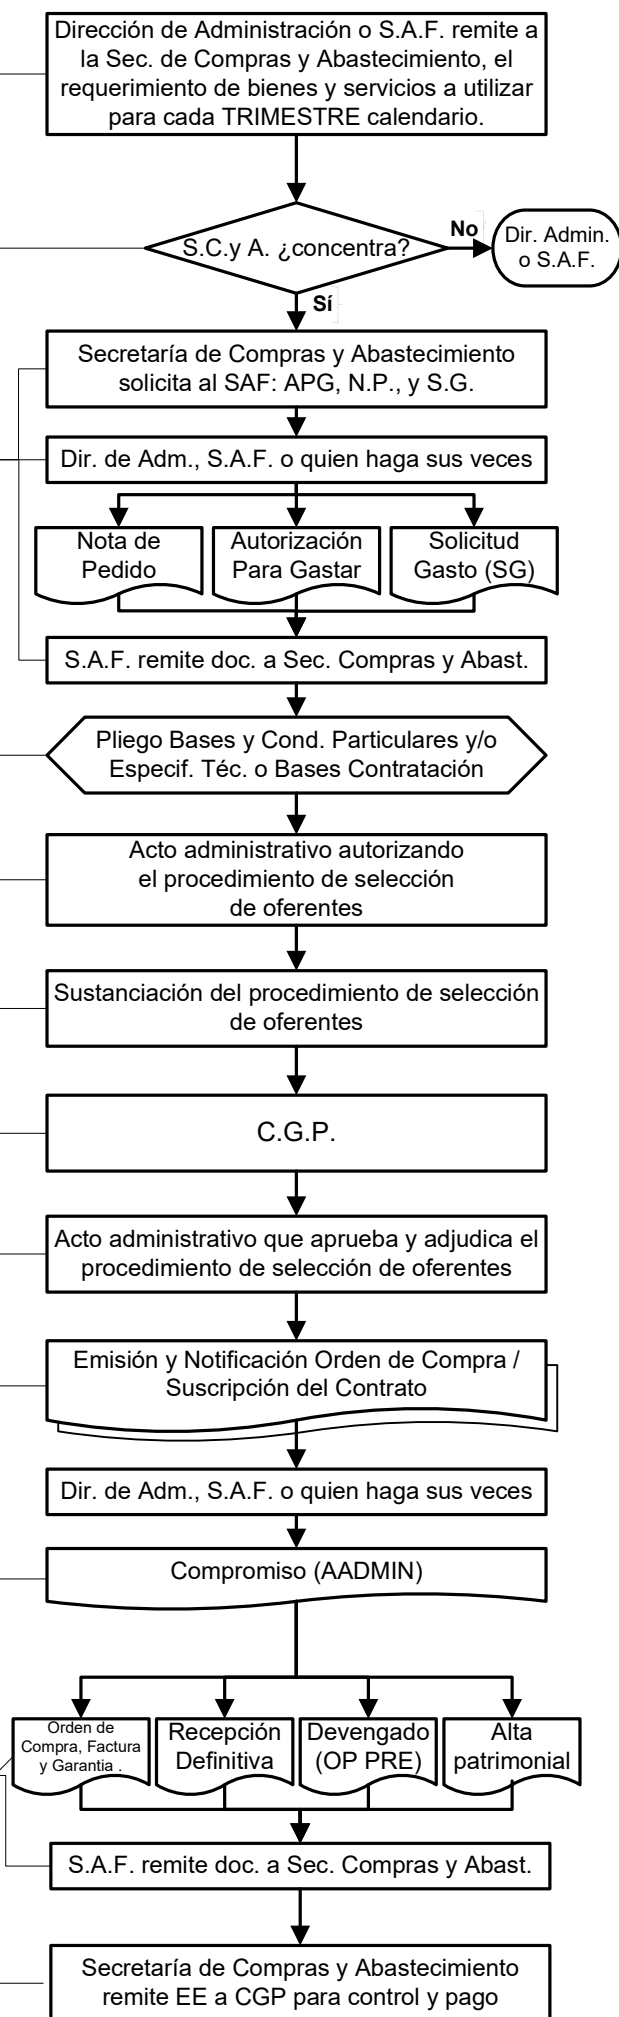 Dirección de Administración o S.A.F. remite a
la Sec. de Compras y Abastecimiento, el
requerimiento de bienes y servicios a utilizar
para cada TRIMESTRE calendario.
S.C.y A. ¿concentra?
No
Dir. Admin.
o S.A.F.
Sí
Secretaría de Compras y Abastecimiento
solicita al SAF: APG, N.P., y S.G.
Dir. de Adm., S.A.F. o quien haga sus veces
Nota de
Pedido
Autorización
Para Gastar
Solicitud
Gasto (SG)
S.A.F. remite doc. a Sec. Compras y Abast.
Pliego Bases y Cond. Particulares y/o
Especif. Téc. o Bases Contratación
Acto administrativo autorizando
el procedimiento de selección
de oferentes
Sustanciación del procedimiento de selección
de oferentes
C.G.P.
Acto administrativo que aprueba y adjudica el
procedimiento de selección de oferentes
Emisión y Notificación Orden de Compra /
Suscripción del Contrato
Dir. de Adm., S.A.F. o quien haga sus veces
Compromiso (AADMIN)
Orden de
Compra, Factura
y Garantia .
Recepción
Definitiva
Devengado
(OP PRE)
Alta
patrimonial
S.A.F. remite doc. a Sec. Compras y Abast.
Secretaría de Compras y Abastecimiento
remite EE a CGP para control y pago